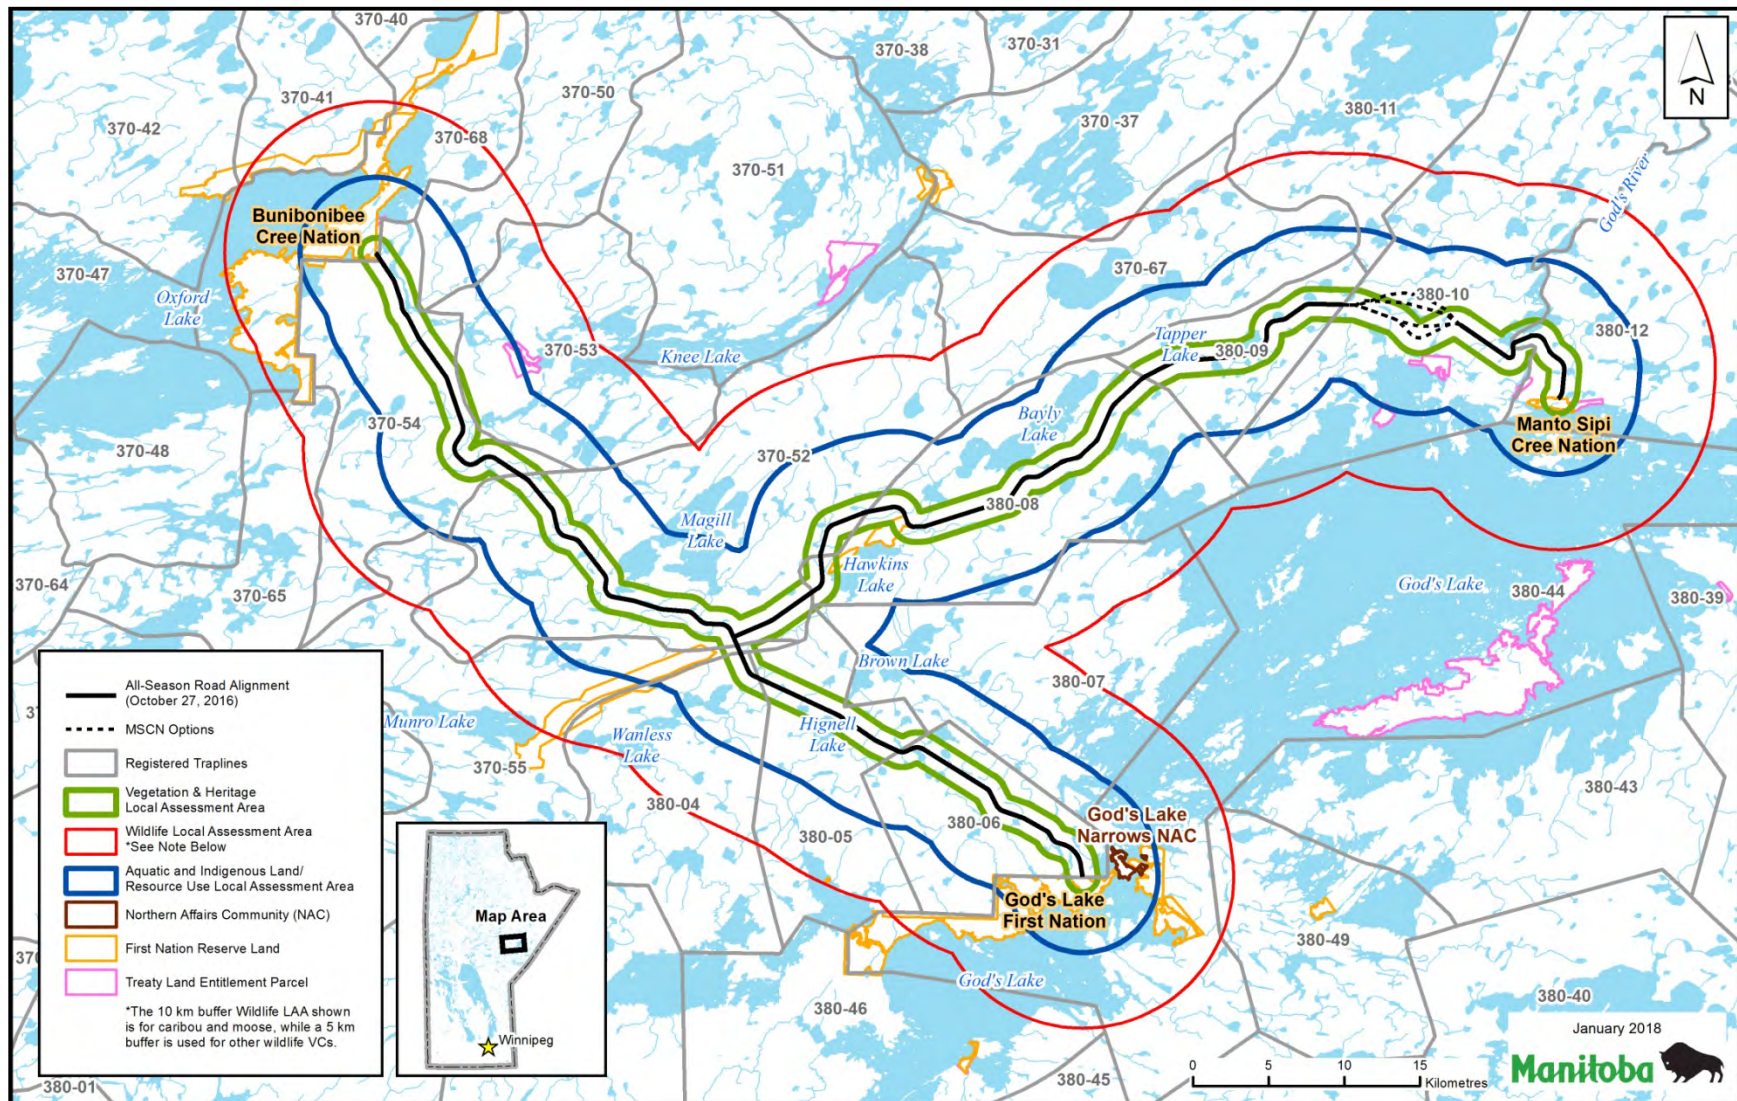 370-40
370-38
370-31
370-50
370-41
380-11
370-42
370-68
370 -37
N
370-51
God's River
Bunibonibee
Cree Nation
370-47
370-67
Oxford
Lake
380-10
380-12
Tapper
Lake
370-53
Knee Lake
380-09
370-54
Bayly
Lake
Manto Sipi
Cree Nation
370-48
370-52
380-08
Magill
Lake
Hawkins
Lake
370-64
370-65
God's Lake
380-44
380-39
Brown Lake
380-07
Munro Lake
Wanless
Lake
Hignell
Lake
370-55
380-04
380-43
380-05
380-06
God's Lake
Narrows NAC
God's Lake
First Nation
380-49
God's Lake
380-46
380-40
380-45
380-01
All-Season Road Alignment
(October 27, 2016)
MSCN Options
Registered Traplines
Vegetation & Heritage
Local Assessment Area
Wildlife Local Assessment Area
*See Note Below
Aquatic and Indigenous Land/
Resource Use Local Assessment Area
Northern Affairs Community (NAC)
First Nation Reserve Land
Treaty Land Entitlement Parcel
*The 10 km buffer Wildlife LAA shown
is for caribou and moose, while a 5 km
buffer is used for other wildlife VCs.
Map Area
Winnipeg
0 5 10 15
Kilometres
January 2018
Manitoba